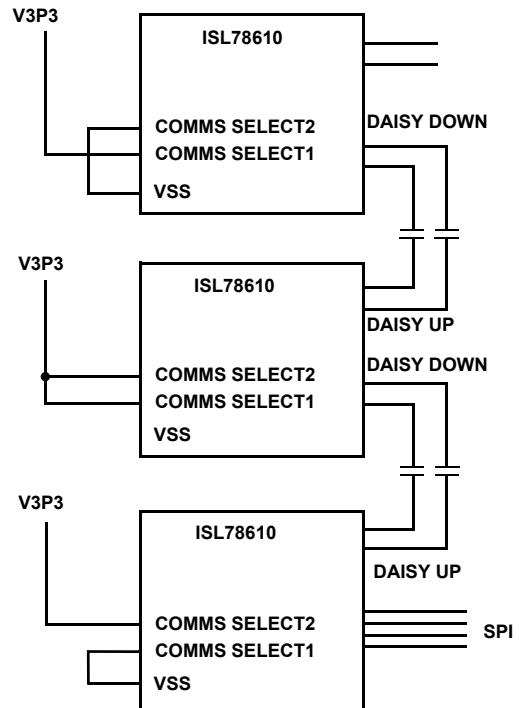 V3P3
ISL78610
COMMS SELECT2
DAISY DOWN
COMMS SELECT1
VSS
V3P3
ISL78610
DAISY UP
DAISY DOWN
COMMS SELECT2
COMMS SELECT1
VSS
V3P3
ISL78610
DAISY UP
COMMS SELECT2
SPI
COMMS SELECT1
VSS